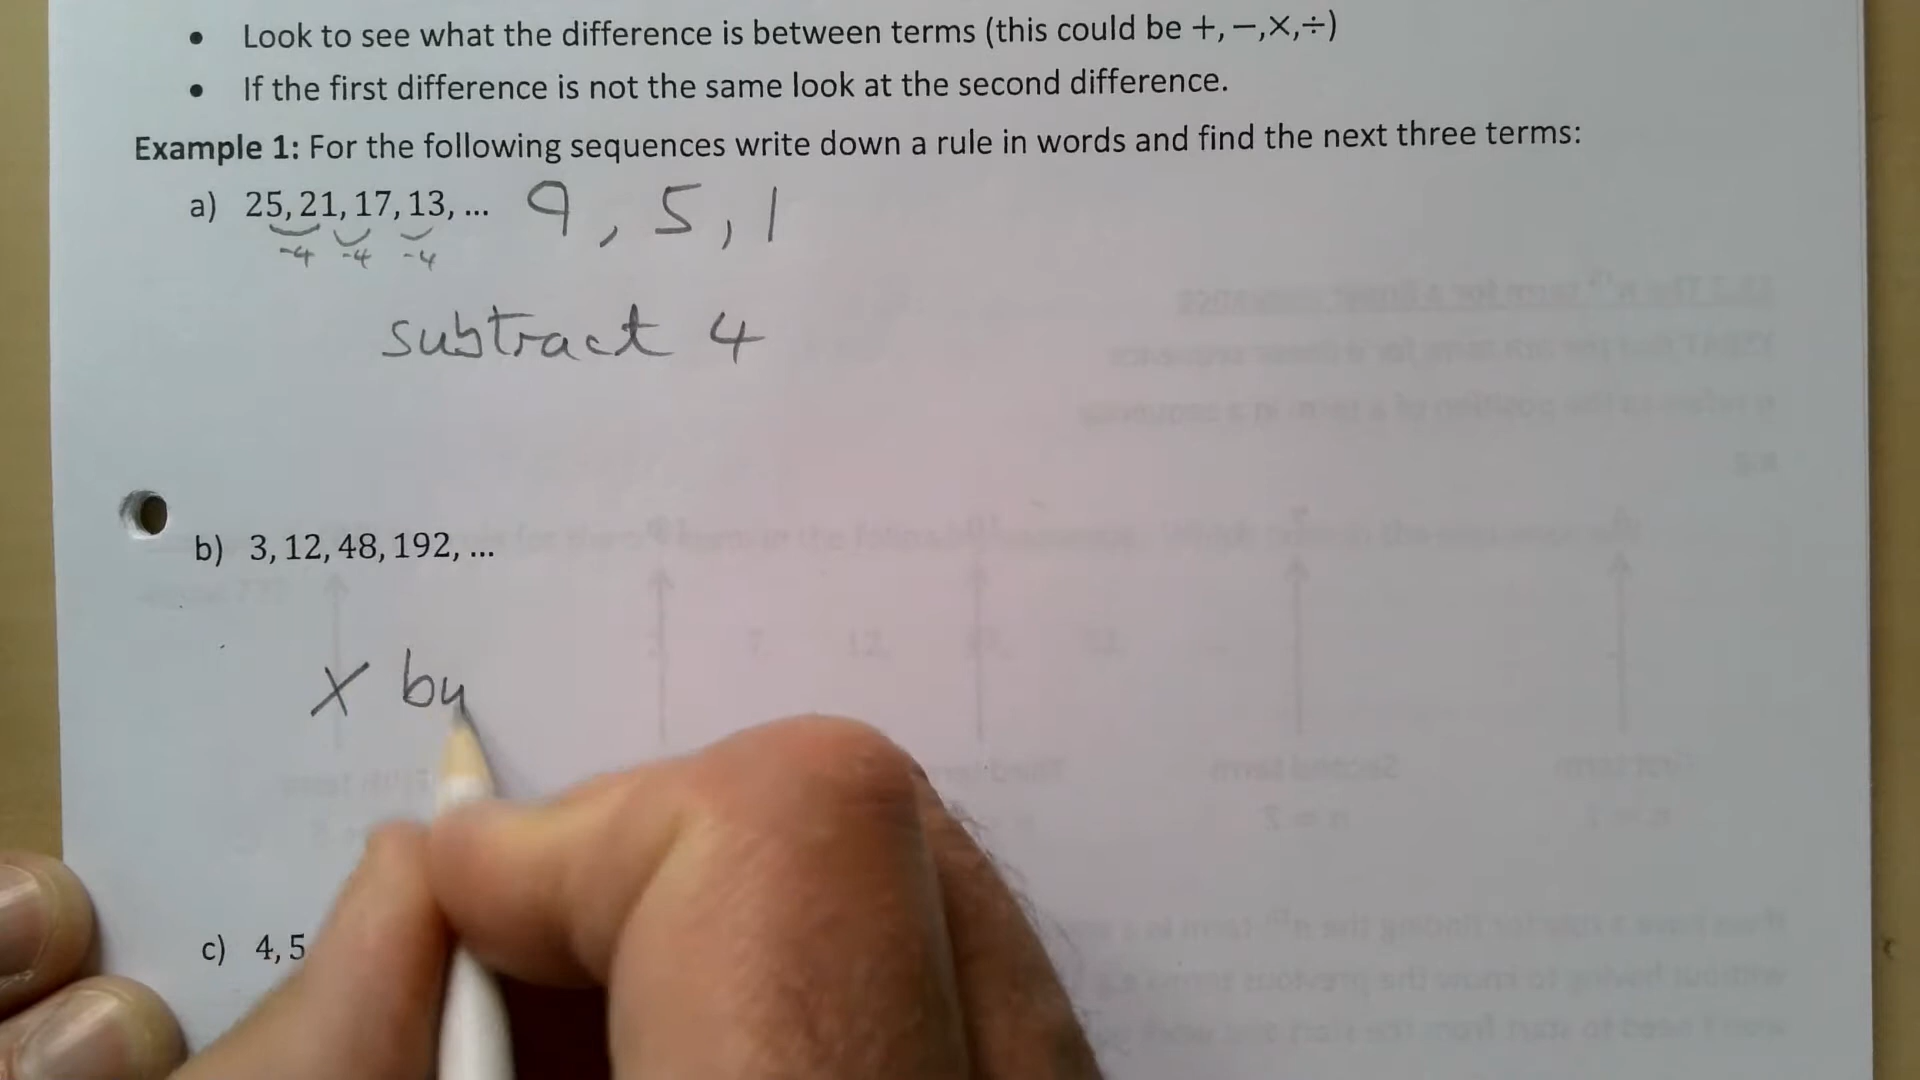 • Look to see what the difference is between terms (this could be +, −,×,÷)
• If the first difference is not the same look at the second difference.
Example 1: For the following sequences write down a rule in words and find the next three terms:
a) 25, 21, 17, 13, ... 9, 5, 1
-4 -4 -4
subtract 4
b) 3, 12, 48, 192, ...
x by
c) 4, 5